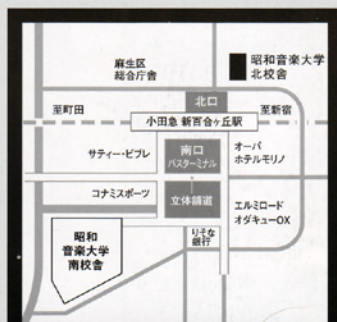 麻生区
総合庁舎
昭和音楽大学
北校舎
北口
至町田
至新宿
小田急 新百合ヶ丘駅
サティー・ビブレ
南口
バスターミナル
オーパ
ホテルモリノ
コナミスポーツ
立体舗道
エルミロード
オダキューOX
りそな
銀行
昭和
音楽大学
南校舎